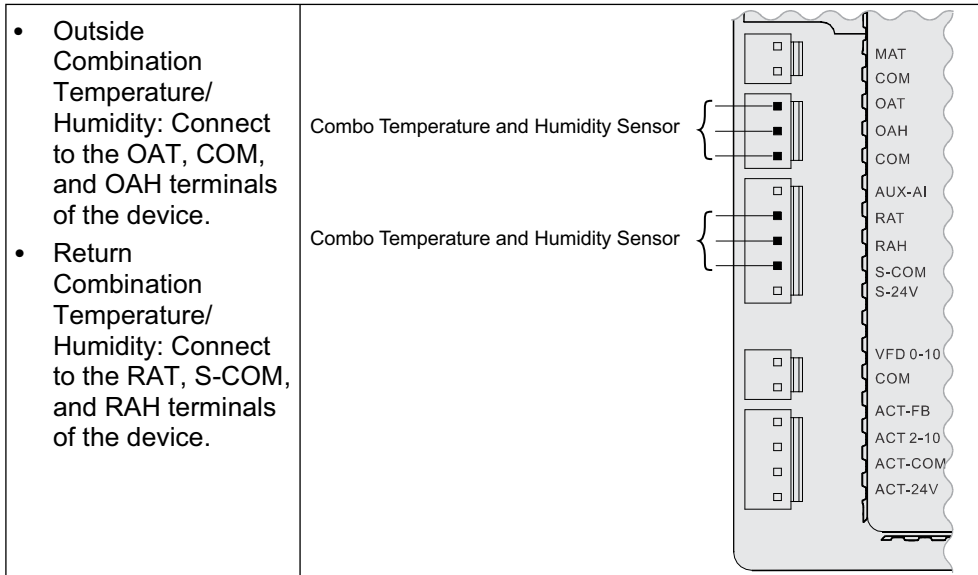 • Outside
Combination
Temperature/
Humidity: Connect
to the OAT, COM,
and OAH terminals
of the device.
• Return
Combination
Temperature/
Humidity: Connect
to the RAT, S-COM,
and RAH terminals
of the device.
Combo Temperature and Humidity Sensor
Combo Temperature and Humidity Sensor
MAT
COM
OAT
OAH
COM
AUX-AI
RAT
RAH
S-COM
S-24V
VFD 0-10
COM
ACT-FB
ACT 2-10
ACT-COM
ACT-24V